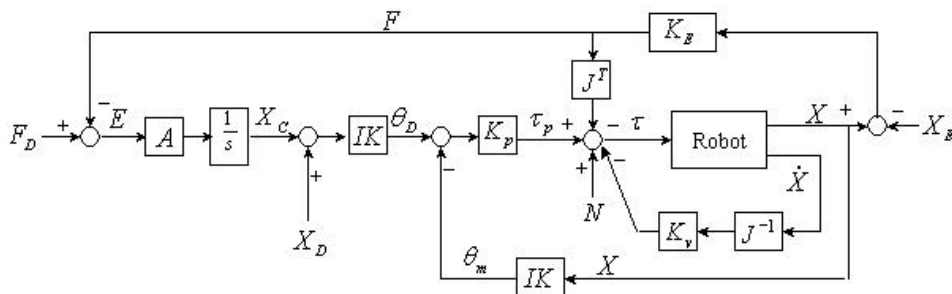 F
K_E
J^T
F_D + − E A 1/s X_C IK θ_D K_p τ_p + − τ Robot X + − X_E
Ẋ
+ − + − N
X_D K_v J^{-1}
θ_m IK X